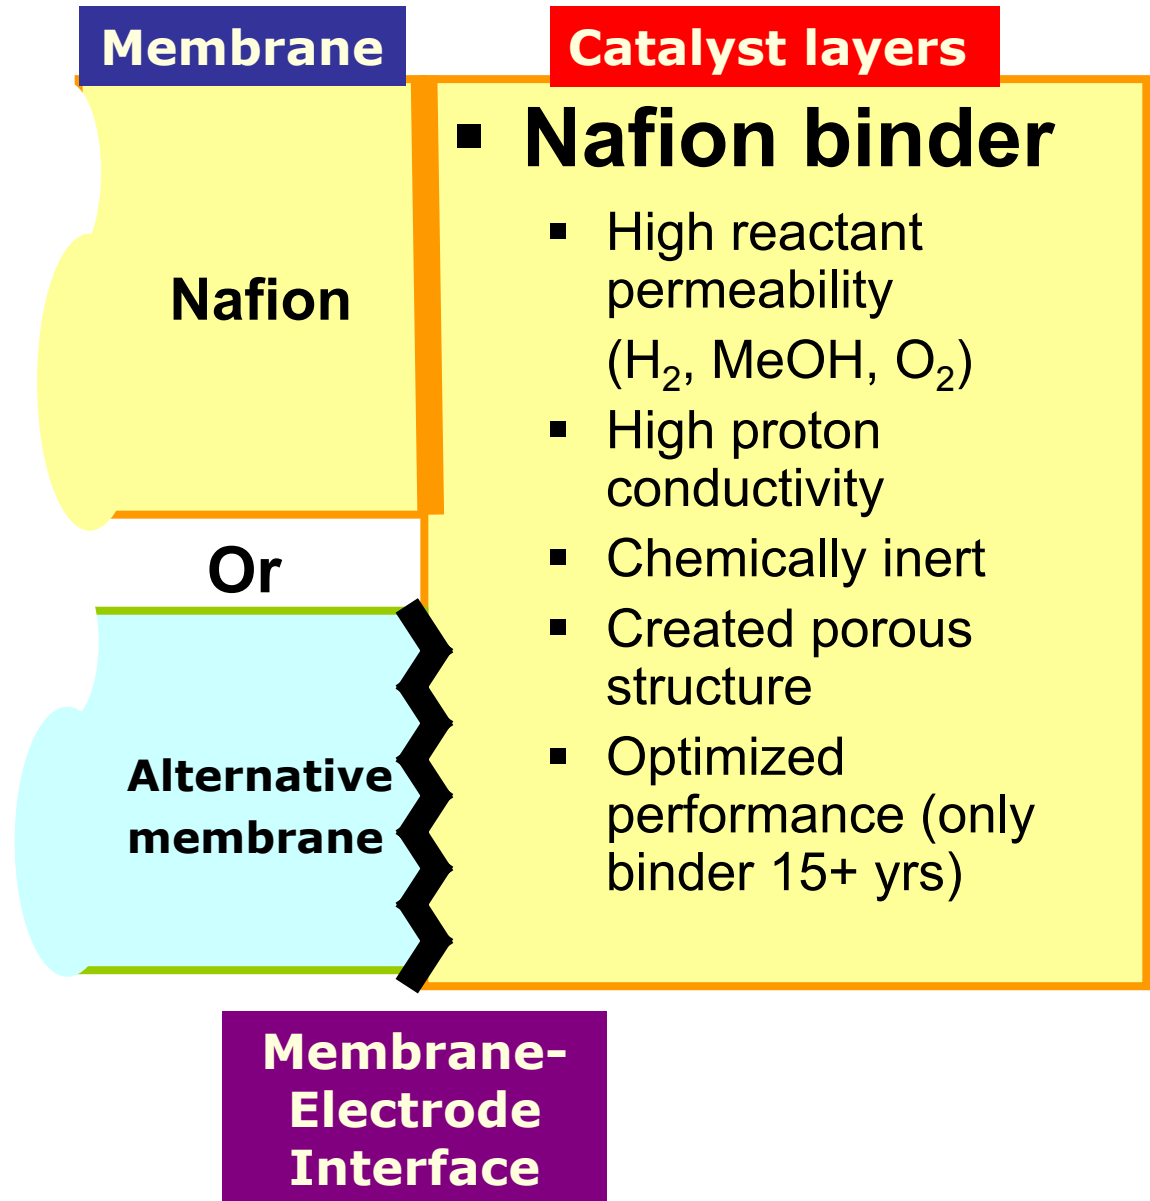 Membrane
Catalyst layers
▪ Nafion binder
▪ High reactant
permeability
(H₂, MeOH, O₂)
▪ High proton
conductivity
▪ Chemically inert
▪ Created porous
structure
▪ Optimized
performance (only
binder 15+ yrs)
Nafion
Or
Alternative
membrane
Membrane-
Electrode
Interface